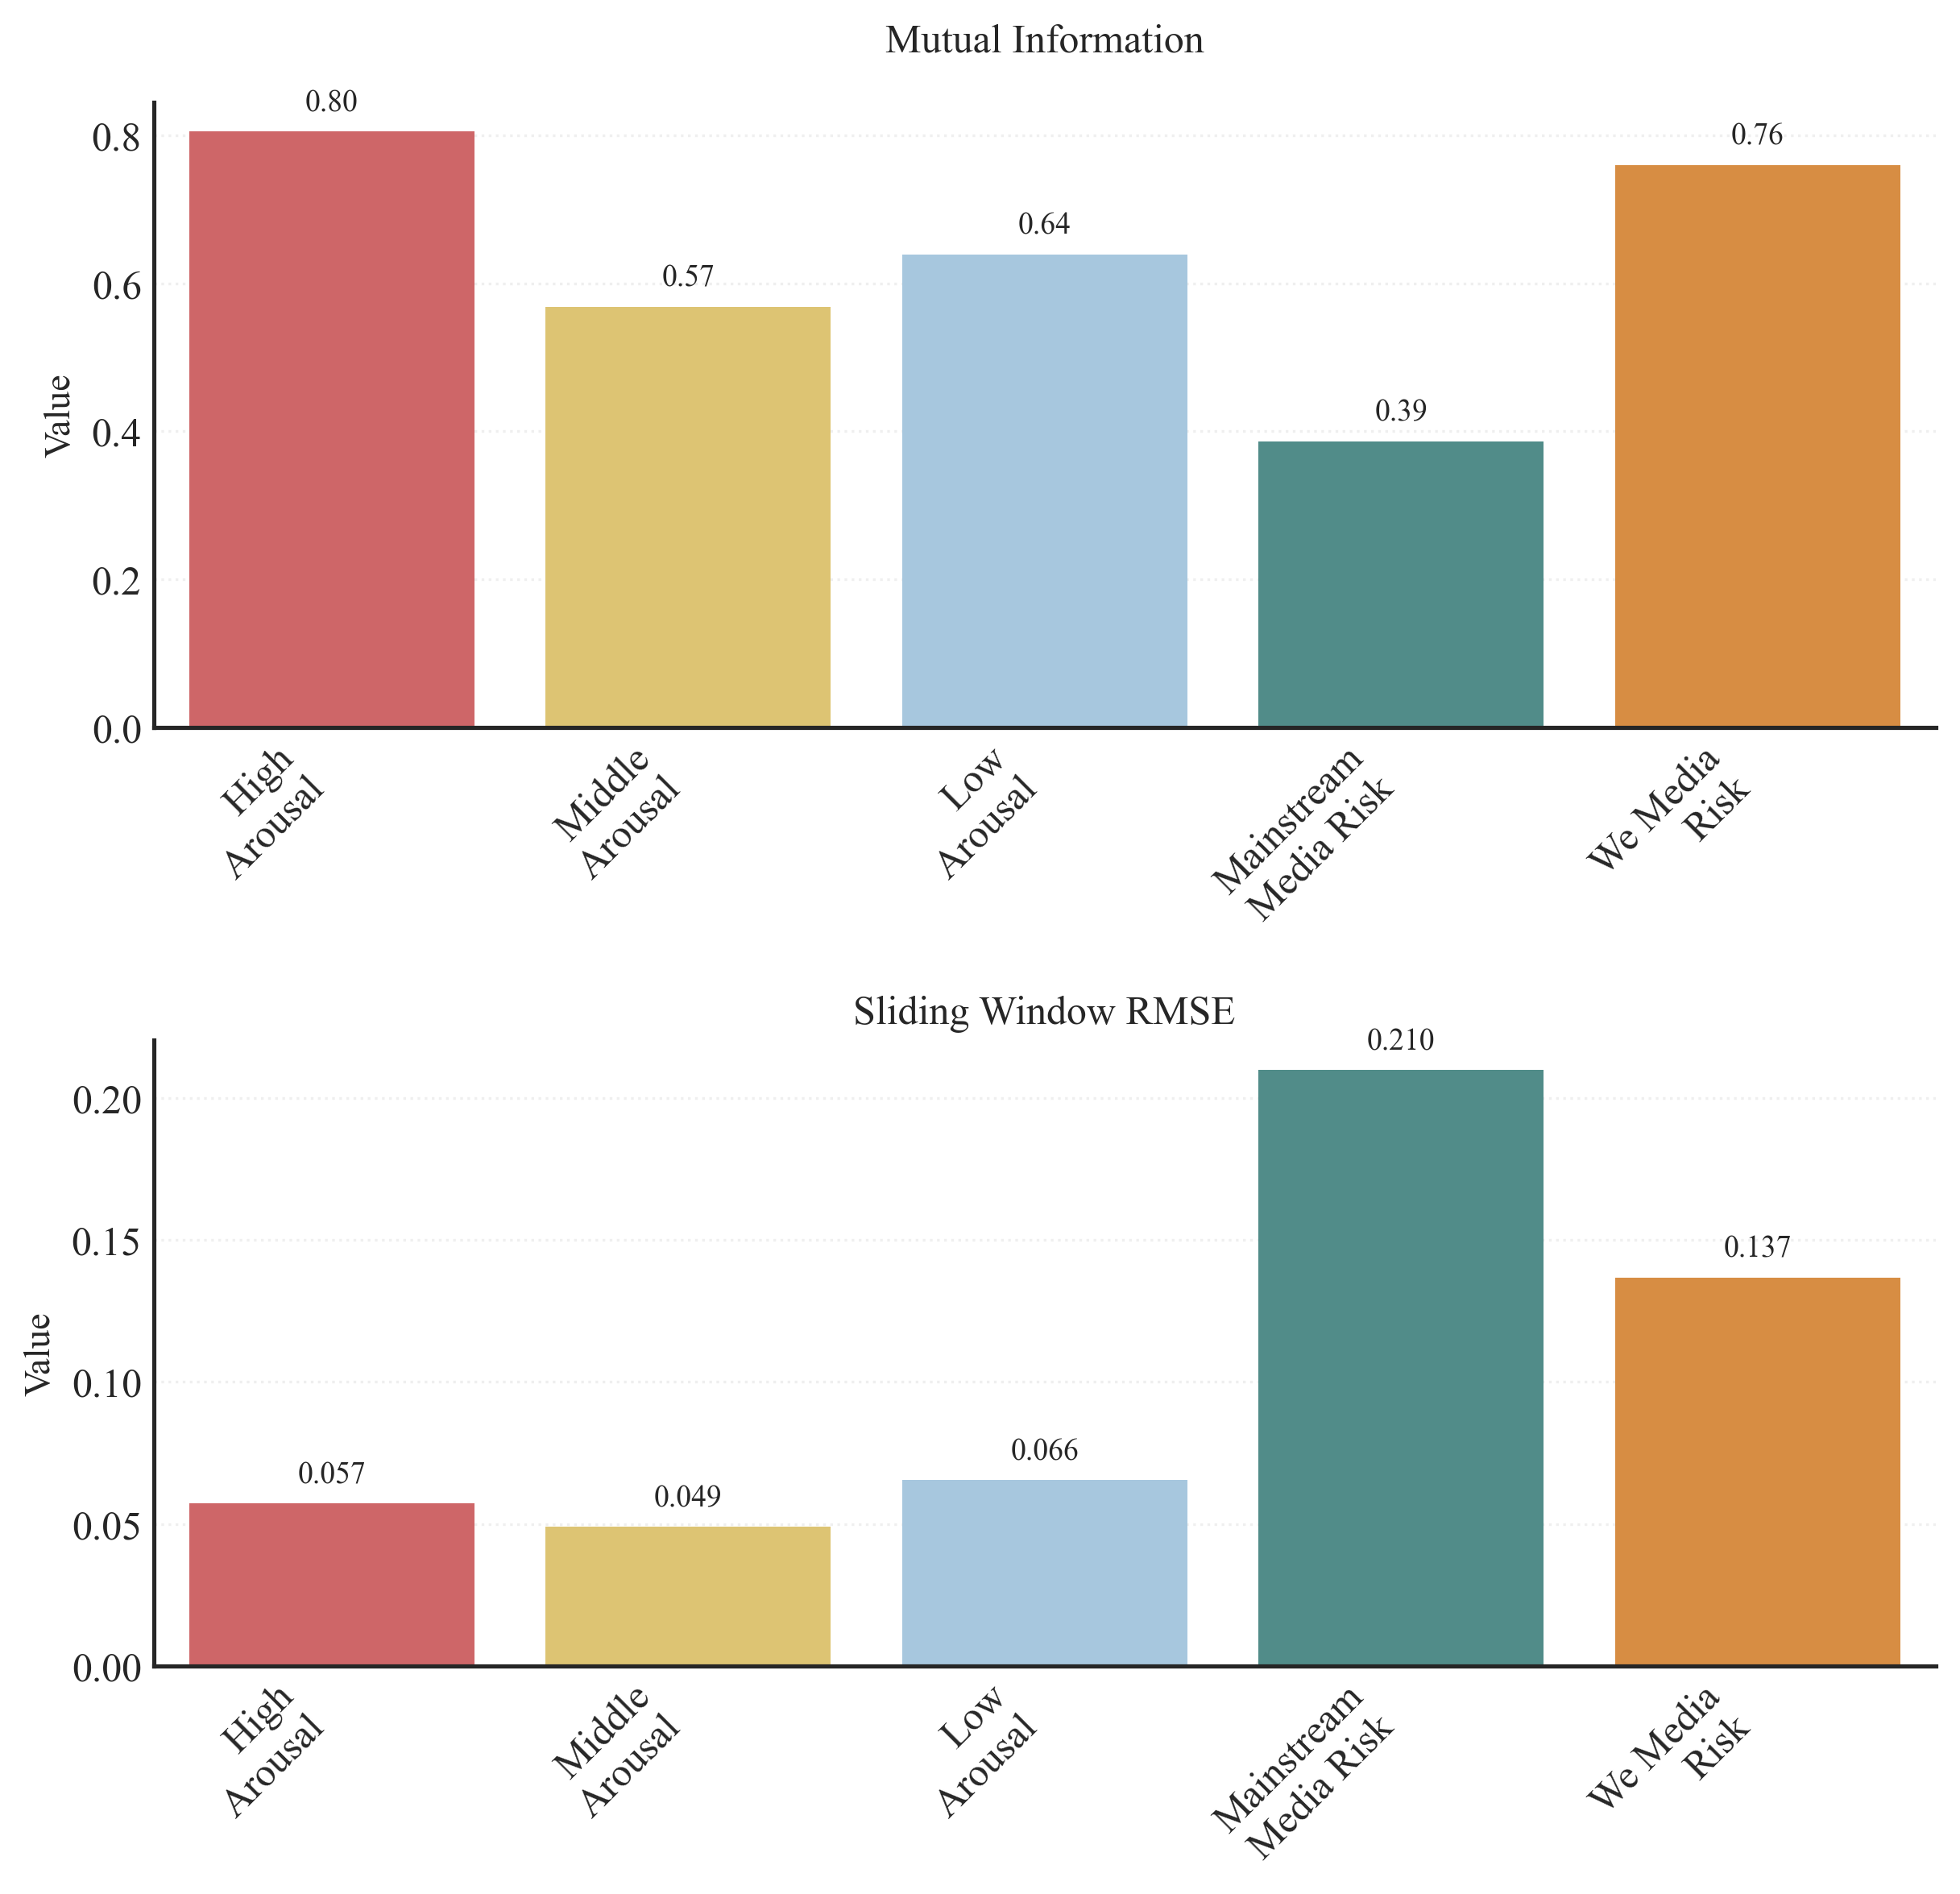 Mutual Information
0.80
0.57
0.64
0.39
0.76
0.8
0.6
0.4
0.2
0.0
Value
High
Arousal
Middle
Arousal
Low
Arousal
Mainstream
Media Risk
We Media
Risk
Sliding Window RMSE
0.057
0.049
0.066
0.210
0.137
0.20
0.15
0.10
0.05
0.00
Value
High
Arousal
Middle
Arousal
Low
Arousal
Mainstream
Media Risk
We Media
Risk